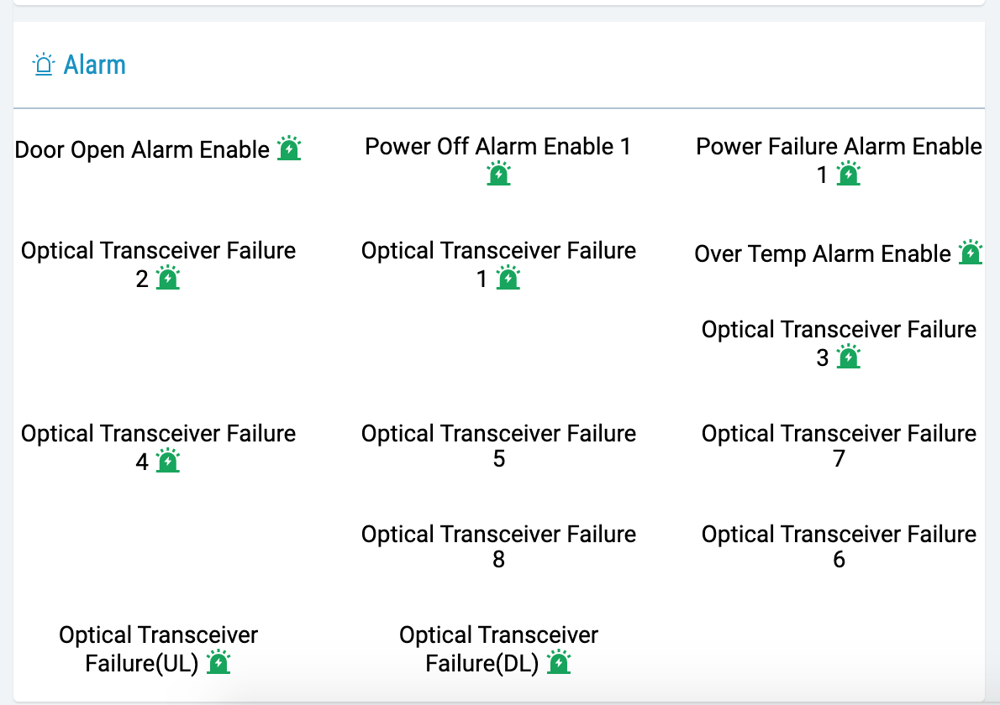 Alarm
Door Open Alarm Enable
Power Off Alarm Enable 1
Power Failure Alarm Enable
1
Optical Transceiver Failure
2
Optical Transceiver Failure
1
Over Temp Alarm Enable
Optical Transceiver Failure
3
Optical Transceiver Failure
4
Optical Transceiver Failure
5
Optical Transceiver Failure
7
Optical Transceiver Failure
8
Optical Transceiver Failure
6
Optical Transceiver
Failure(UL)
Optical Transceiver
Failure(DL)